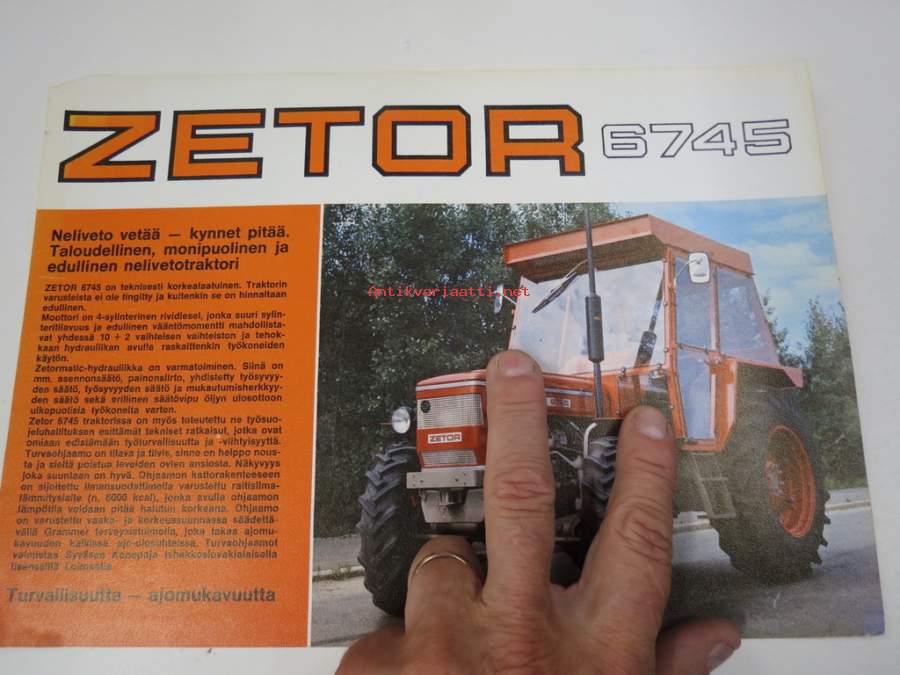 ZETOR 6745
Neliveto vetää — kynnet pitää.
Taloudellinen, monipuolinen ja
edullinen nelivetotraktori
ZETOR 6745 on teknisesti korkealaatuinen. Traktorin
varusteista ei ole tingitty ja kuitenkin se on hinnaltaan
edullinen.
Moottori on 4-sylinterinen rividiesel, jonka suuri sylin-
teritilavuus ja edullinen vääntömomentti mahdollista-
vat yhdessä 10 + 2 vaihteisen vaihteiston ja tehok-
kaan hydrauliikan avulla raskaittenkin työkoneiden
käytön.
Zetormatic-hydrauliikka on varmatoiminen. Siinä on
mm. asennonsäätö, painonsiirto, yhdistetty työsyvyy-
den säätö, työsyvyyden säätö ja mukautumisherkkyy-
den säätö sekä erillinen säätövipu öljyn ulosottoon
ulkopuolisia työkoneita varten.
Zetor 6745 traktorissa on myös toteutettu ne työsuo-
jeluhallituksen esittämät tekniset ratkaisut, jotka ovat
omiaan edistämään työturvallisuutta ja -viihtyisyyttä.
Turvaohjaamo on tilava ja tiivis, sinne on helppo nous-
ta ja sieltä poistua leveiden ovien ansiosta. Näkyvyys
joka suuntaan on hyvä. Ohjaamon kattorakenteeseen
on sijoitettu ilmansuodattimella varustettu raitisilma-
lämmityslaite (n. 6000 kcal), jonka avulla ohjaamon
lämpötila voidaan pitää halutun korkeana. Ohjaamo
on varustettu vaaka- ja korkeussuunnassa säädettä-
vällä Grammer terveysistuimella, joka takaa ajomu-
kavuuden kaikissa ajo-olosuhteissa. Turvaohjaamot
valmistaa Syväsen Konepaja tshekkoslovakialaisella
lisenssillä Loimaalla.
Turvallisuutta — ajomukavuutta
antikvariaatti.net
ZETOR